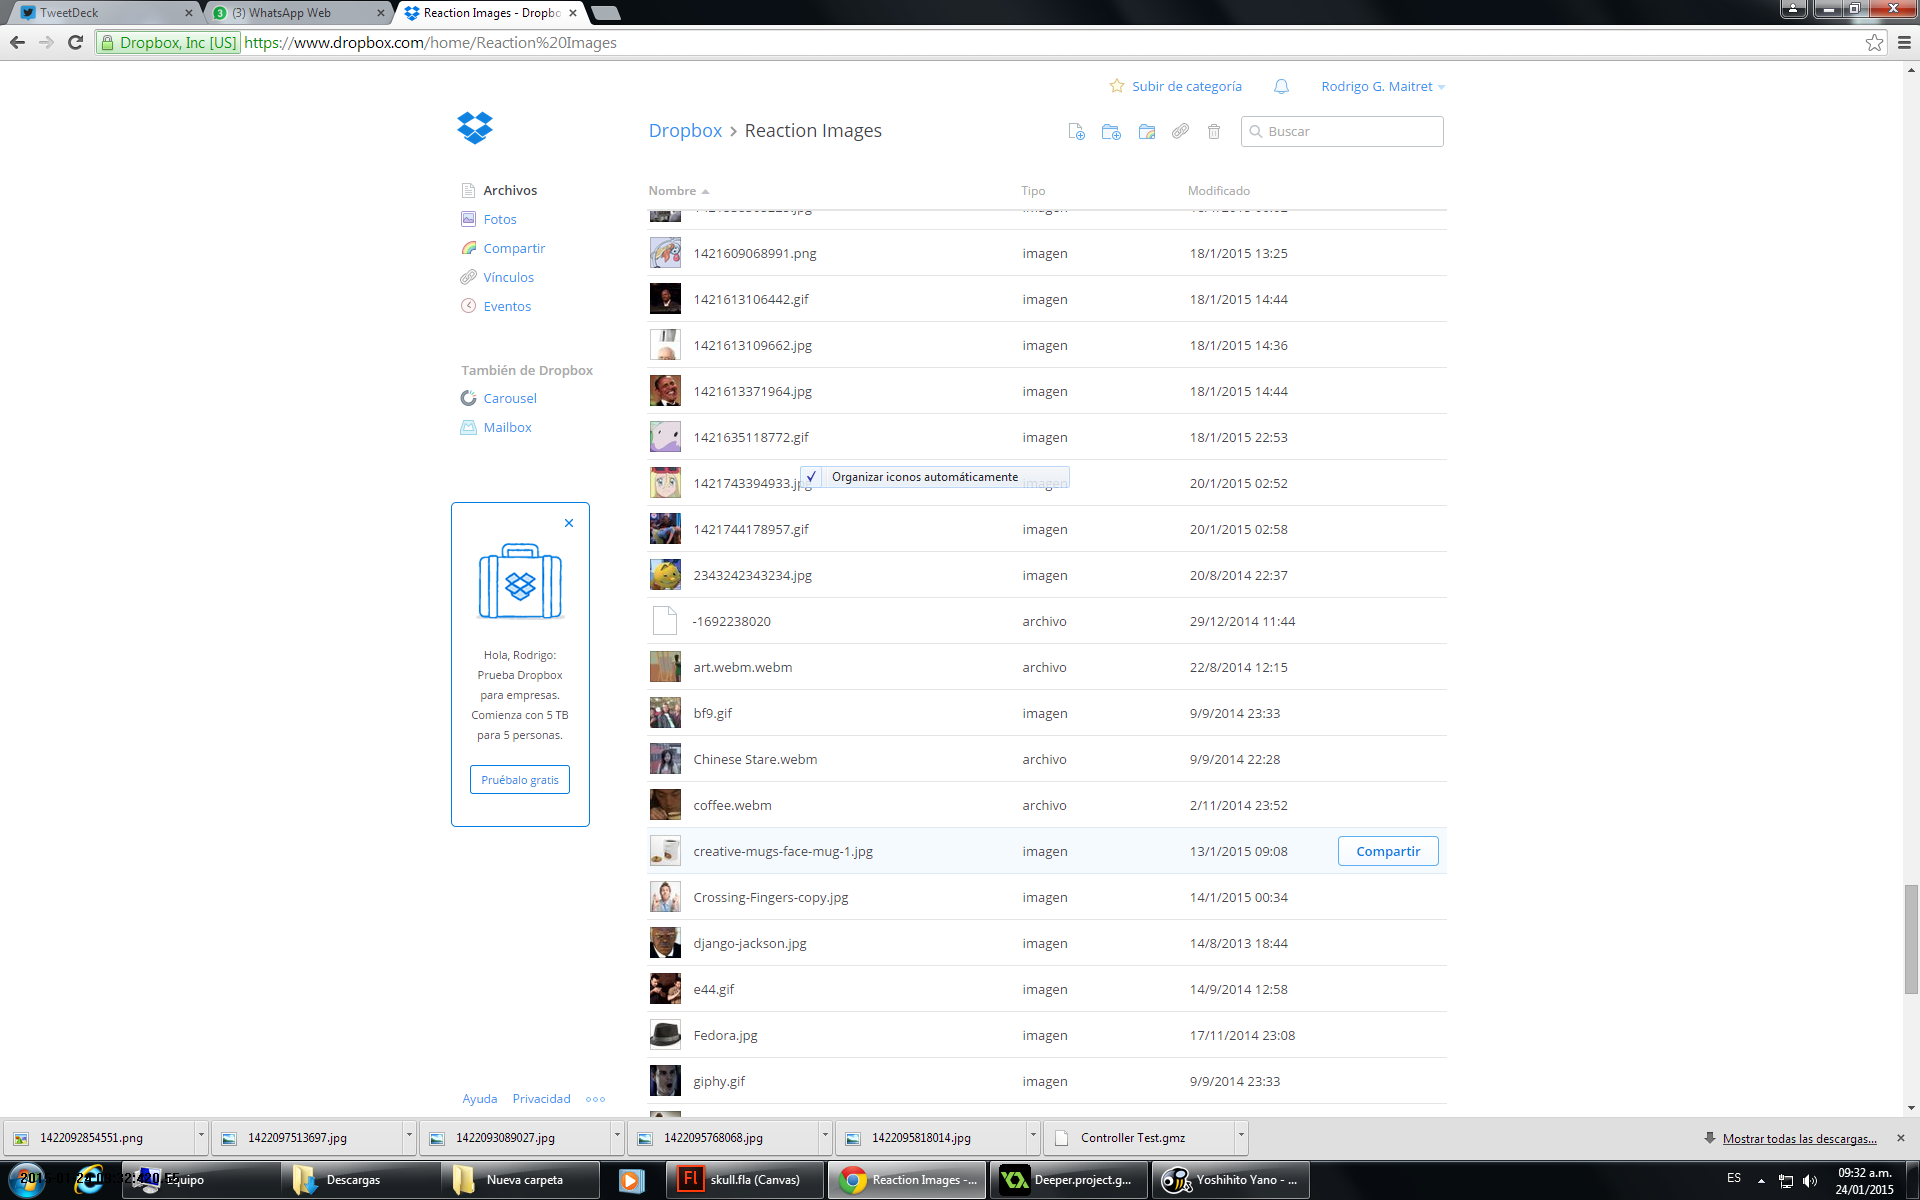 TweetDeck
(3) WhatsApp Web
Reaction Images - Dropbo
Dropbox, Inc [US]
https://www.dropbox.com/home/Reaction%20Images
Subir de categoría
Rodrigo G. Maitret
Dropbox › Reaction Images
Buscar
Archivos
Fotos
Compartir
Vínculos
Eventos
También de Dropbox
Carousel
Mailbox
Hola, Rodrigo:
Prueba Dropbox
para empresas.
Comienza con 5 TB
para 5 personas.
Pruébalo gratis
Ayuda Privacidad
Nombre Tipo Modificado
1421609068991.png imagen 18/1/2015 13:25
1421613106442.gif imagen 18/1/2015 14:44
1421613109662.jpg imagen 18/1/2015 14:36
1421613371964.jpg imagen 18/1/2015 14:44
1421635118772.gif imagen 18/1/2015 22:53
Organizar iconos automáticamente
1421743394933.jpg imagen 20/1/2015 02:52
1421744178957.gif imagen 20/1/2015 02:58
2343242343234.jpg imagen 20/8/2014 22:37
-1692238020 archivo 29/12/2014 11:44
art.webm.webm archivo 22/8/2014 12:15
bf9.gif imagen 9/9/2014 23:33
Chinese Stare.webm archivo 9/9/2014 22:28
coffee.webm archivo 2/11/2014 23:52
creative-mugs-face-mug-1.jpg imagen 13/1/2015 09:08 Compartir
Crossing-Fingers-copy.jpg imagen 14/1/2015 00:34
django-jackson.jpg imagen 14/8/2013 18:44
e44.gif imagen 14/9/2014 12:58
Fedora.jpg imagen 17/11/2014 23:08
giphy.gif imagen 9/9/2014 23:33
1422092854551.png
1422097513697.jpg
1422093089027.jpg
1422095768068.jpg
1422095818014.jpg
Controller Test.gmz
Mostrar todas las descargas...
Equipo
Descargas
Nueva carpeta
skull.fla (Canvas)
Reaction Images -...
Deeper.project.g...
Yoshihito Yano - ...
ES
09:32 a.m.
24/01/2015